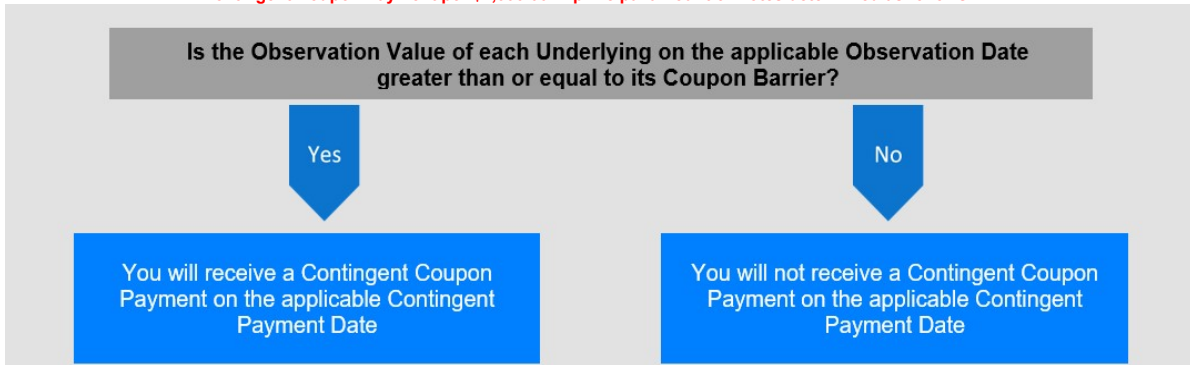 Is the Observation Value of each Underlying on the applicable Observation Date
greater than or equal to its Coupon Barrier?
Yes
No
You will receive a Contingent Coupon
Payment on the applicable Contingent
Payment Date
You will not receive a Contingent Coupon
Payment on the applicable Contingent
Payment Date